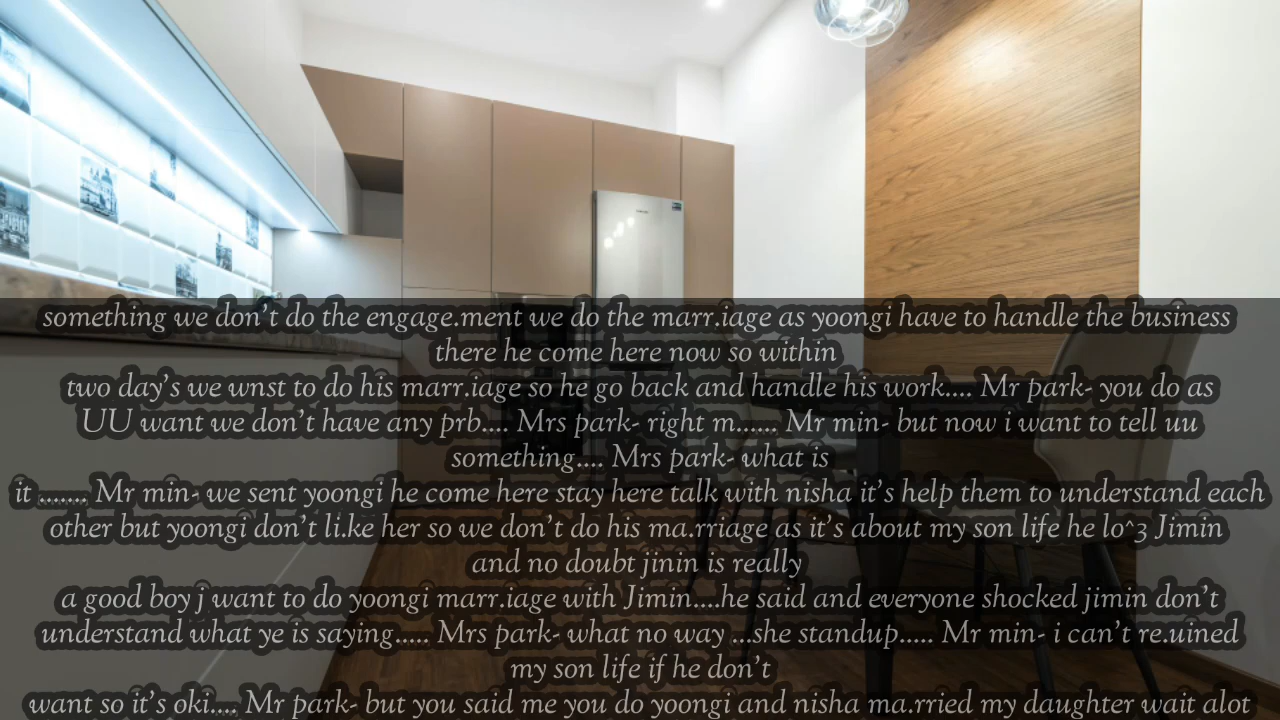 something we don't do the engage.ment we do the marr.iage as yoongi have to handle the business
there he come here now so within
two day's we wnst to do his marr.iage so he go back and handle his work.... Mr park- you do as
UU want we don't have any prb.... Mrs park- right m...... Mr min- but now i want to tell uu
something.... Mrs park- what is
it ....... Mr min- we sent yoongi he come here stay here talk with nisha it's help them to understand each
other but yoongi don't li.ke her so we don't do his ma.rriage as it's about my son life he lo^3 Jimin
and no doubt jinin is really
a good boy j want to do yoongi marr.iage with Jimin....he said and everyone shocked jimin don't
understand what ye is saying..... Mrs park- what no way ...she standup..... Mr min- i can't re.uined
my son life if he don't
want so it's øki.... Mr park- but you said me you do yoongi and nisha ma.rried my daughter wait alot